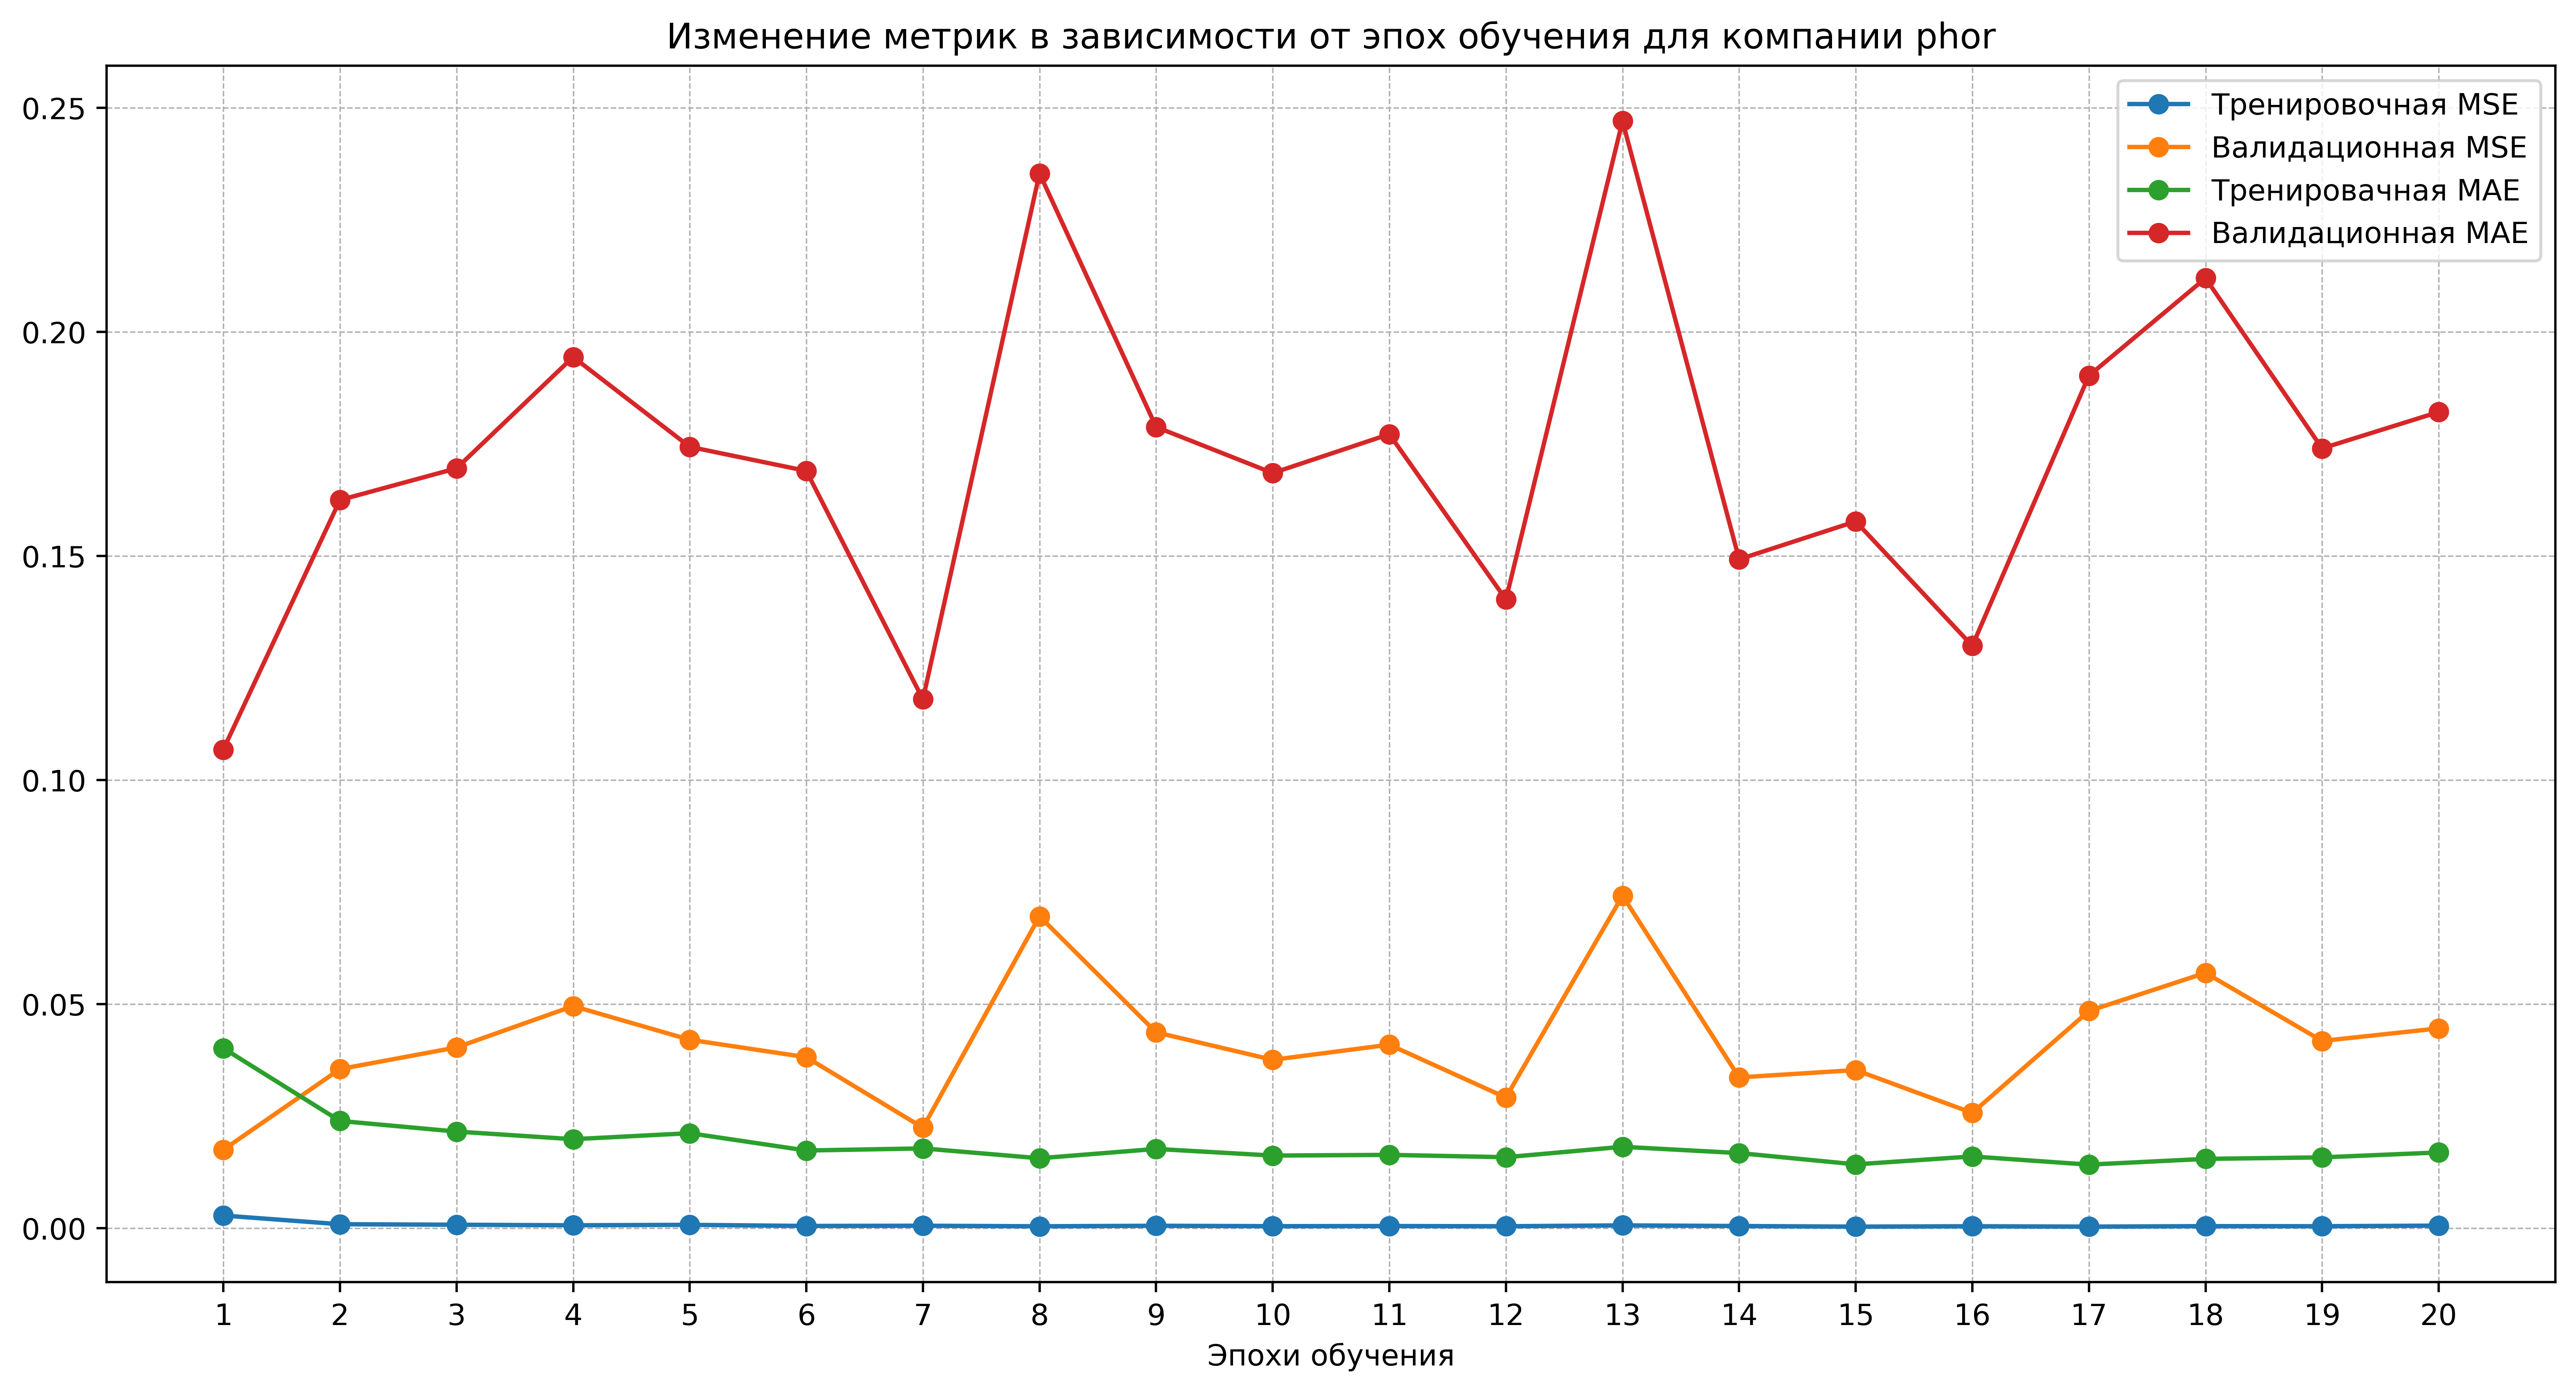 Изменение метрик в зависимости от эпох обучения для компании phor
0.25
0.20
0.15
0.10
0.05
0.00
Тренировочная MSE
Валидационная MSE
Тренировачная MAE
Валидационная MAE
1 2 3 4 5 6 7 8 9 10 11 12 13 14 15 16 17 18 19 20
Эпохи обучения